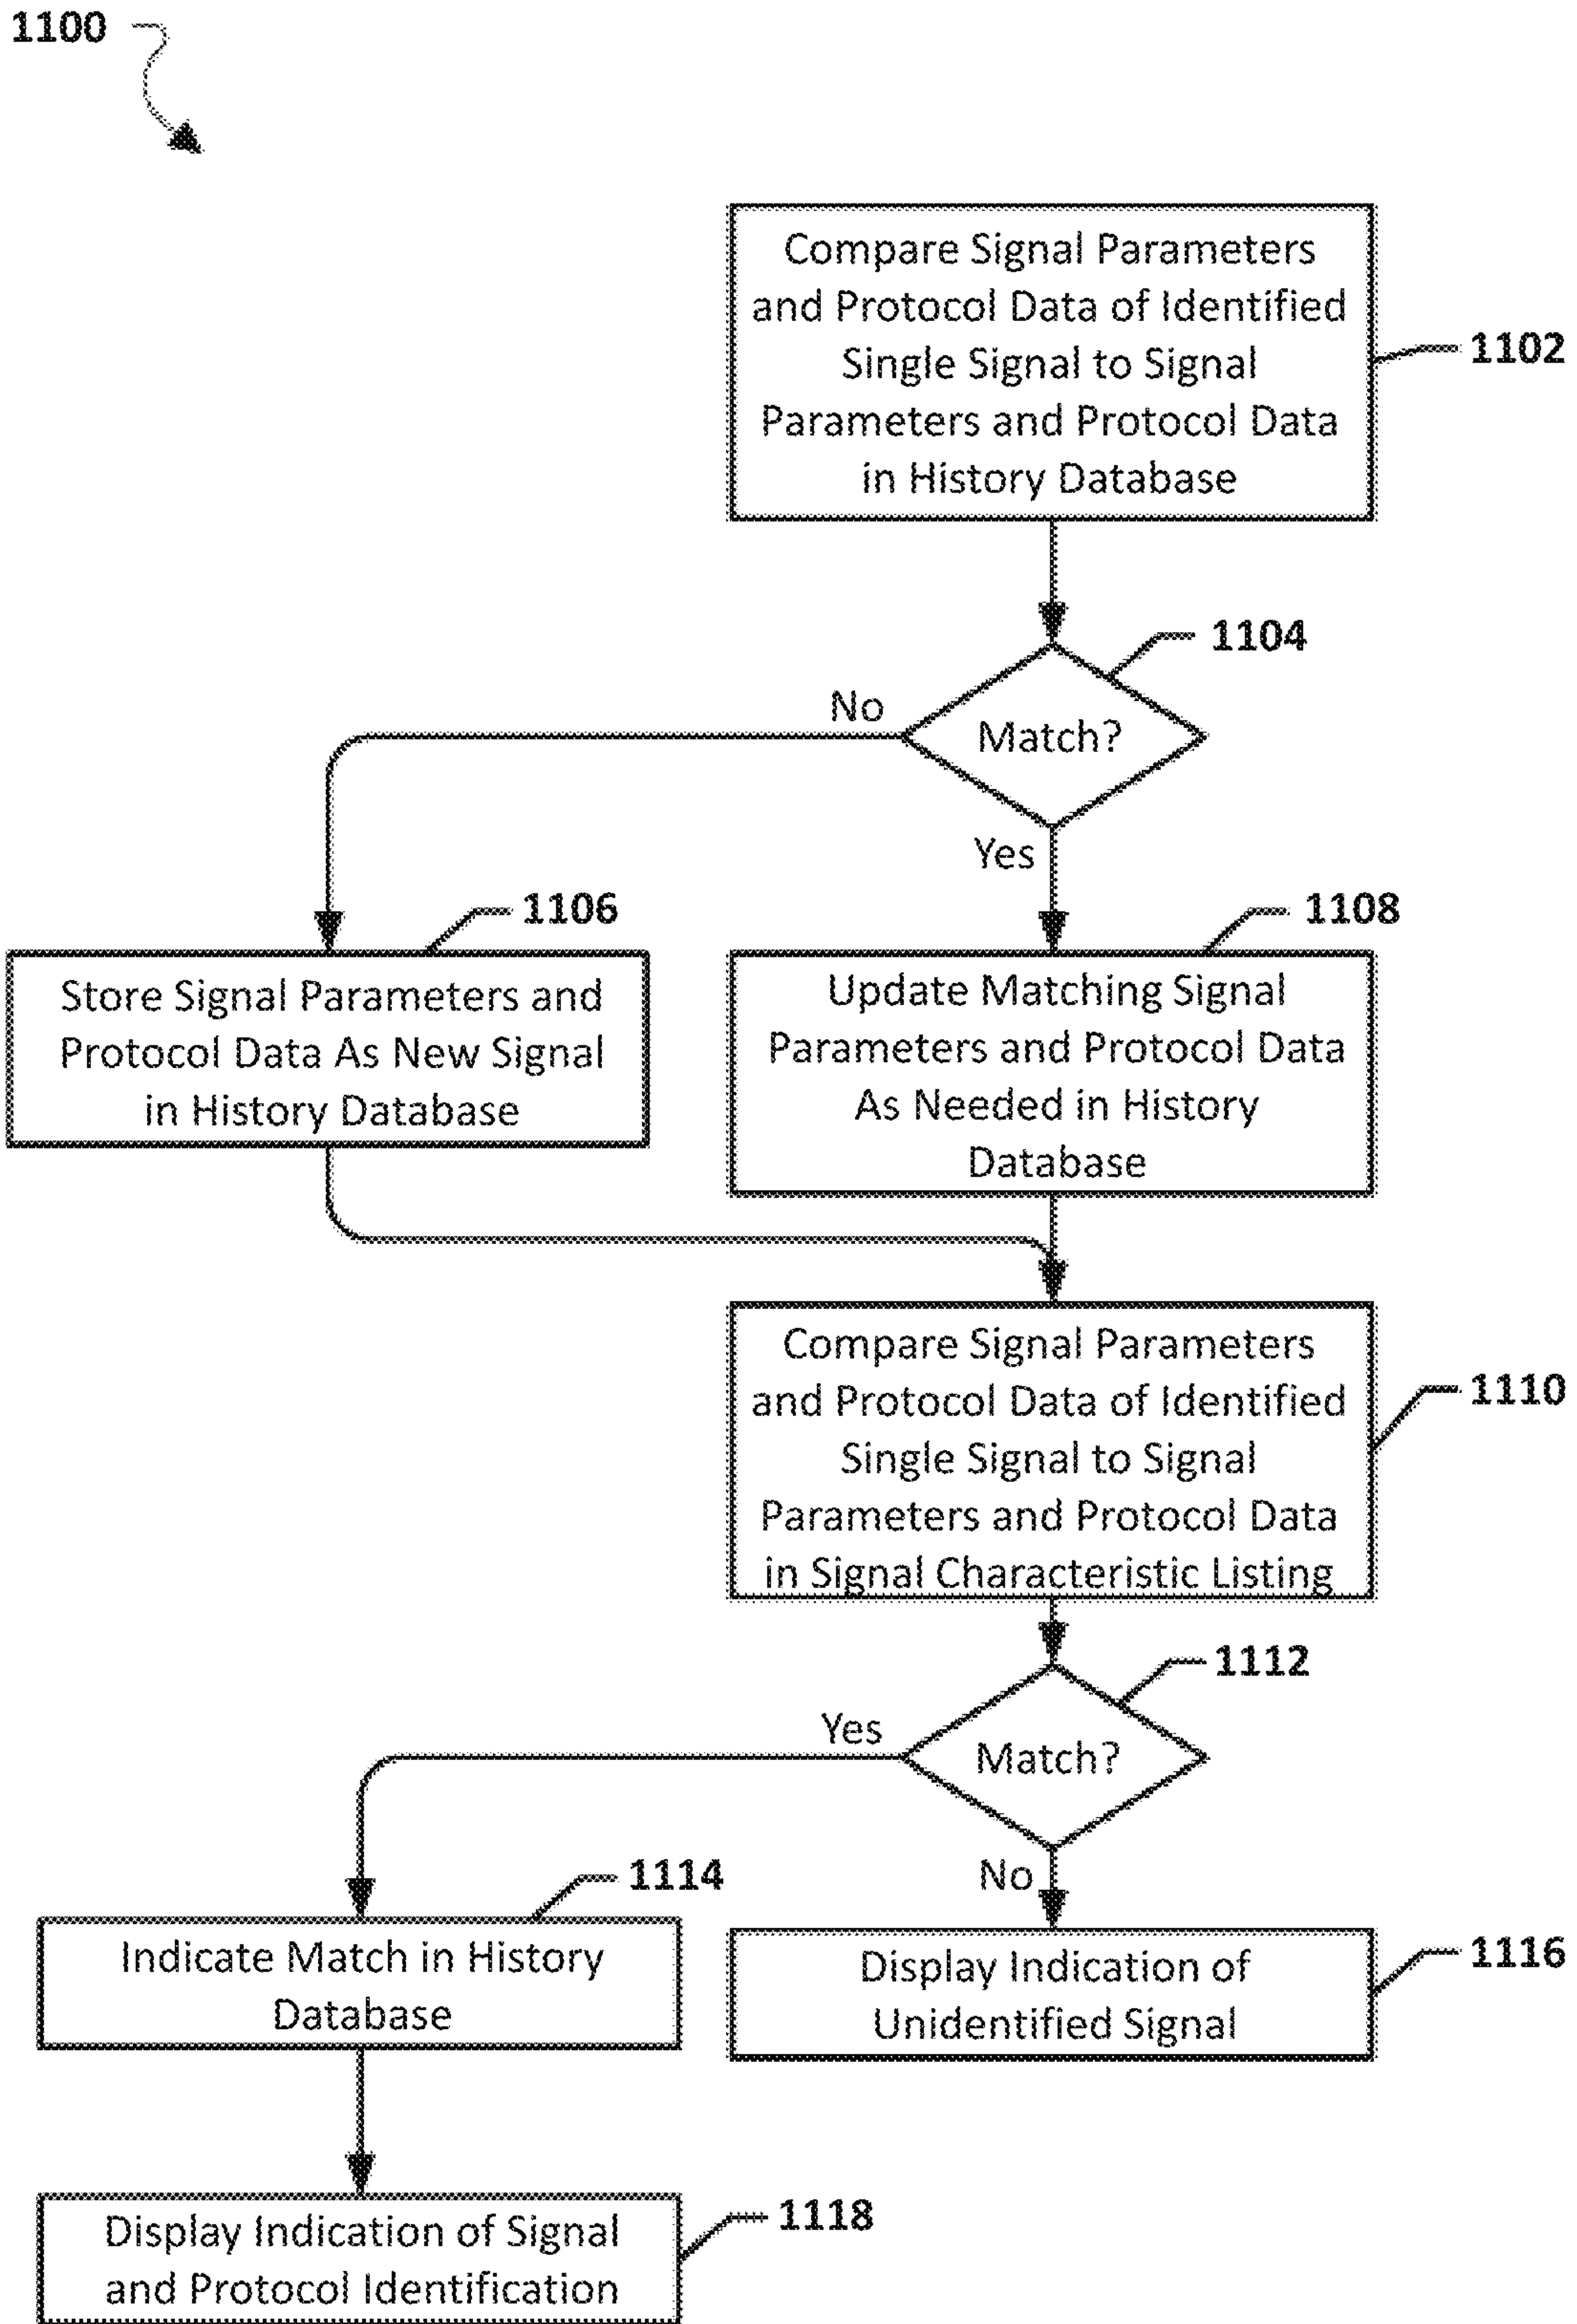 1100
Compare Signal Parameters
and Protocol Data of Identified
Single Signal to Signal
Parameters and Protocol Data
in History Database
1102
1104
Match?
No
Yes
1106
Store Signal Parameters and
Protocol Data As New Signal
in History Database
1108
Update Matching Signal
Parameters and Protocol Data
As Needed in History
Database
Compare Signal Parameters
and Protocol Data of Identified
Single Signal to Signal
Parameters and Protocol Data
in Signal Characteristic Listing
1110
1112
Match?
Yes
No
1114
Indicate Match in History
Database
Display Indication of
Unidentified Signal
1116
Display Indication of Signal
and Protocol Identification
1118